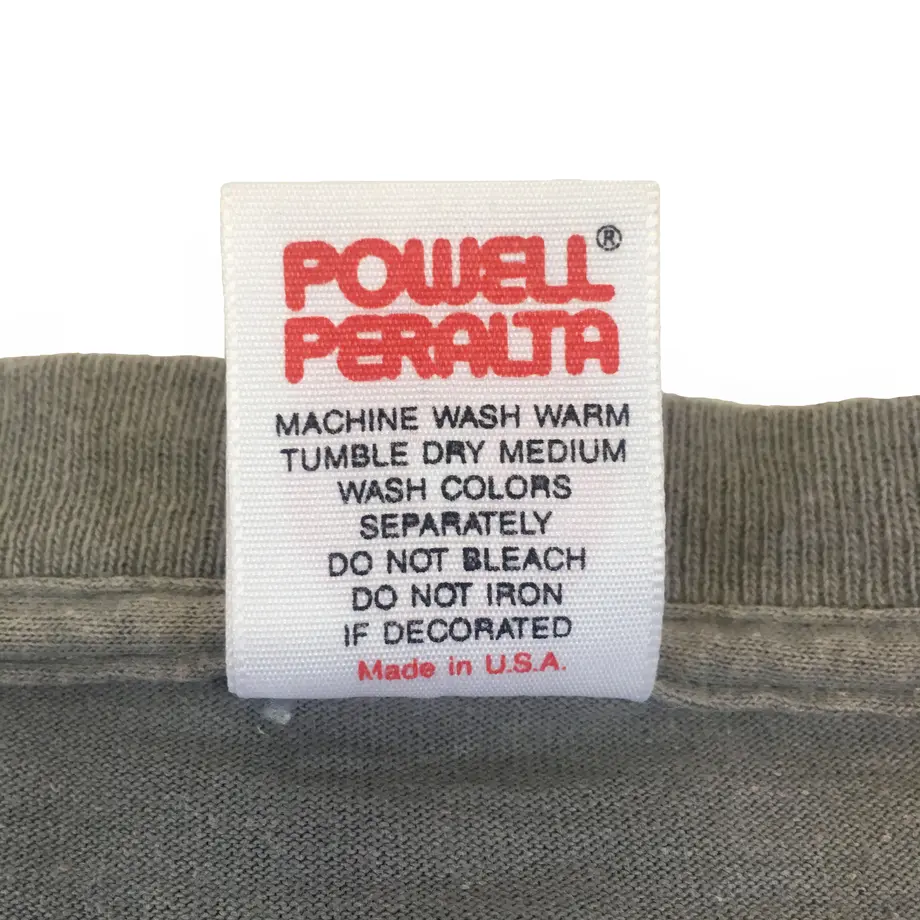 POWELL®
PERALTA
MACHINE WASH WARM
TUMBLE DRY MEDIUM
WASH COLORS
SEPARATELY
DO NOT BLEACH
DO NOT IRON
IF DECORATED
Made in U.S.A.